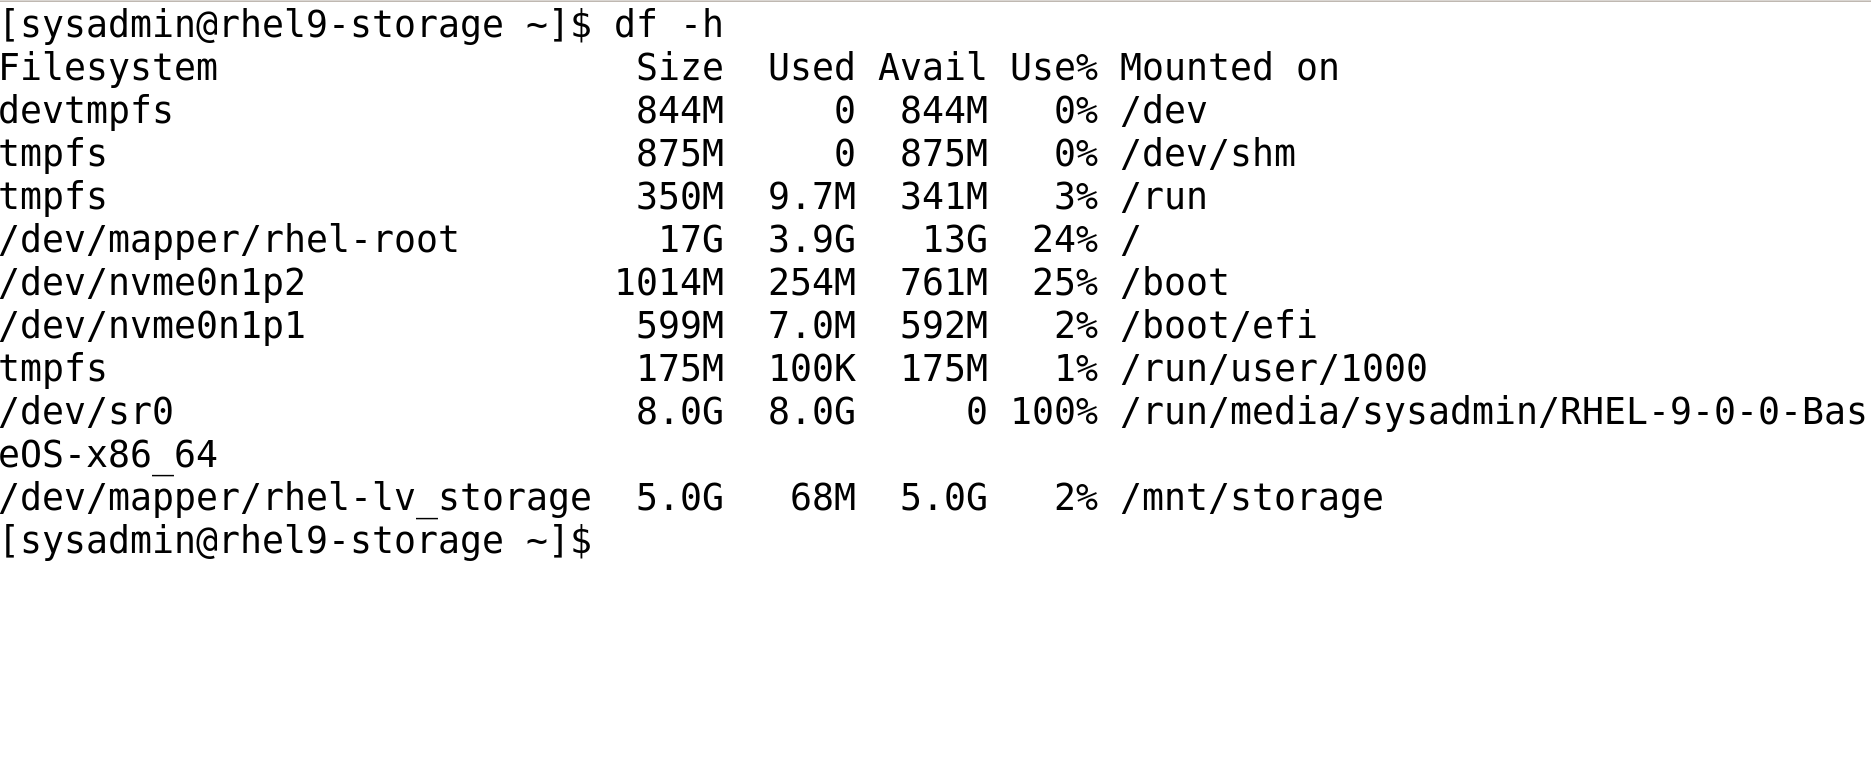 [sysadmin@rhel9-storage ~]$ df -h
Filesystem                   Size  Used Avail Use% Mounted on
devtmpfs                     844M     0  844M   0% /dev
tmpfs                        875M     0  875M   0% /dev/shm
tmpfs                        350M  9.7M  341M   3% /run
/dev/mapper/rhel-root         17G  3.9G   13G  24% /
/dev/nvme0n1p2              1014M  254M  761M  25% /boot
/dev/nvme0n1p1               599M  7.0M  592M   2% /boot/efi
tmpfs                        175M  100K  175M   1% /run/user/1000
/dev/sr0                     8.0G  8.0G     0 100% /run/media/sysadmin/RHEL-9-0-0-Bas
eOS-x86_64
/dev/mapper/rhel-lv_storage  5.0G   68M  5.0G   2% /mnt/storage
[sysadmin@rhel9-storage ~]$